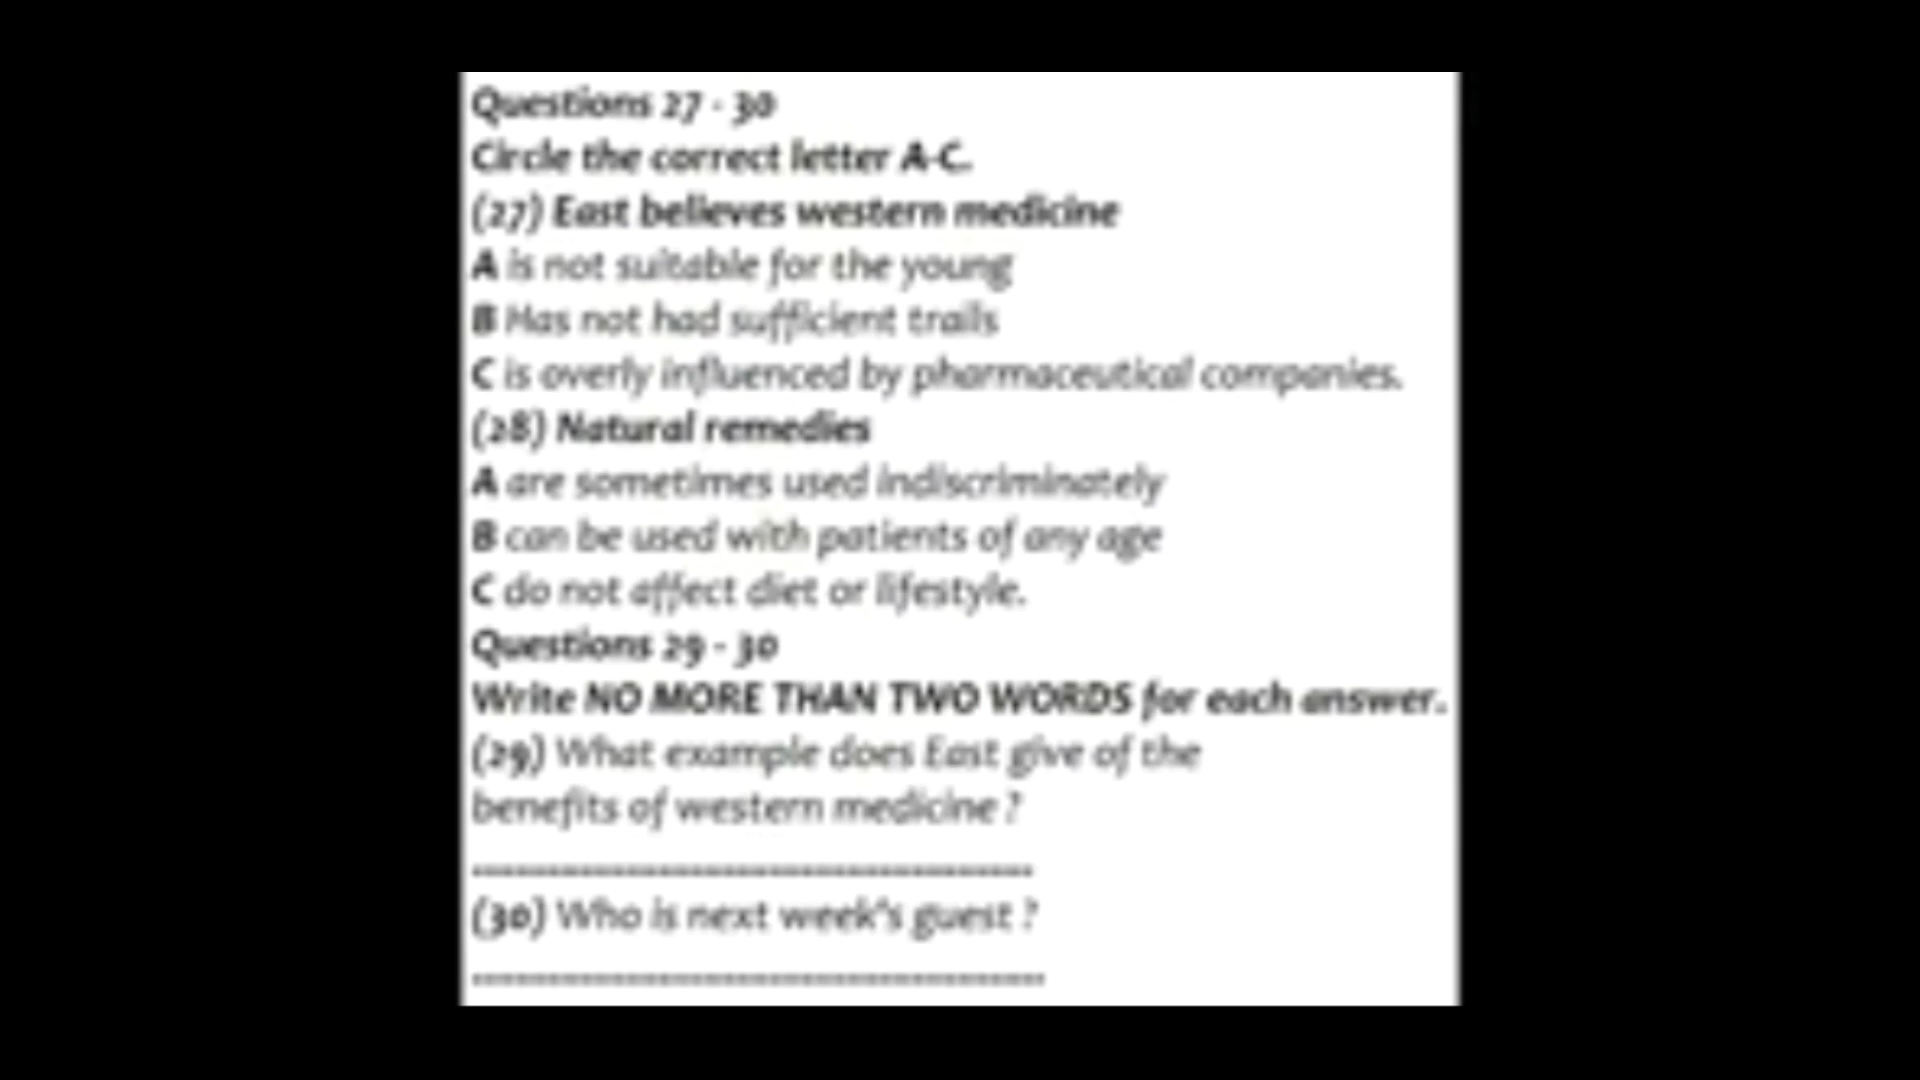 Questions 27 - 30
Circle the correct letter A-C.
(27) East believes western medicine
A is not suitable for the young
B Has not had sufficient trails
C is overly influenced by pharmaceutical companies.
(28) Natural remedies
A are sometimes used indiscriminately
B can be used with patients of any age
C do not affect diet or lifestyle.
Questions 29 - 30
Write NO MORE THAN TWO WORDS for each answer.
(29) What example does East give of the
benefits of western medicine ?
(30) Who is next week's guest ?